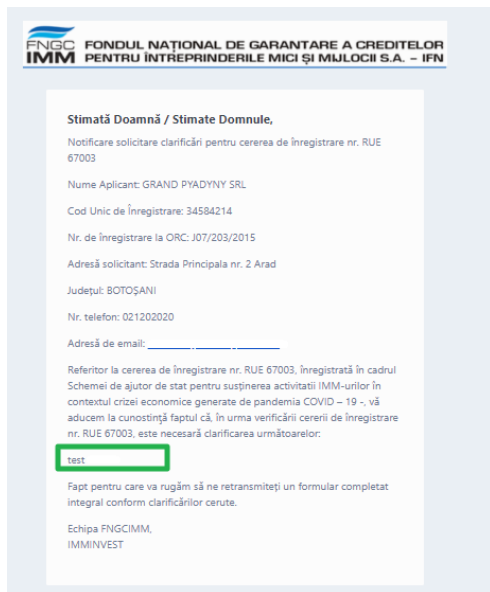 FNGC FONDUL NAȚIONAL DE GARANTARE A CREDITELOR
IMM PENTRU ÎNTREPRINDERILE MICI ȘI MIJLOCII S.A. – IFN
Stimată Doamnă / Stimate Domnule,
Notificare solicitare clarificări pentru cererea de înregistrare nr. RUE
67003
Nume Aplicant: GRAND PYADYNY SRL
Cod Unic de Înregistrare: 34584214
Nr. de înregistrare la ORC: J07/203/2015
Adresă solicitant: Strada Principala nr. 2 Arad
Județul: BOTOȘANI
Nr. telefon: 021202020
Adresă de email:
Referitor la cererea de înregistrare nr. RUE 67003, înregistrată în cadrul
Schemei de ajutor de stat pentru susținerea activitatii IMM-urilor în
contextul crizei economice generate de pandemia COVID – 19 -, vă
aducem la cunostință faptul că, în urma verificării cererii de înregistrare
nr. RUE 67003, este necesară clarificarea următoarelor:
test
Fapt pentru care va rugăm să ne retransmiteți un formular completat
integral conform clarificărilor cerute.
Echipa FNGCIMM,
IMMINVEST